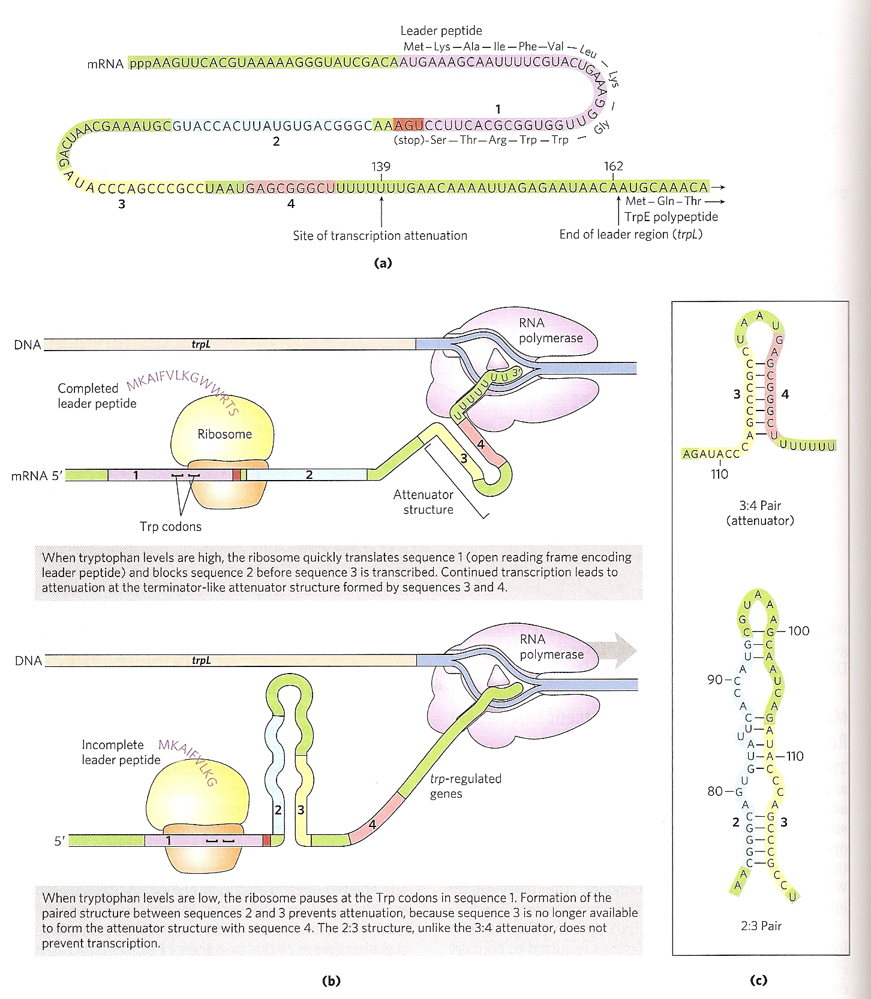 Leader peptide
Met–Lys–Ala–Ile–Phe–Val–Leu–Lys–Gly
mRNA pppAAGUUCACGUAAAAAGGGUAUCGACAAUGAAAGCAAUUUUCGUACUGAAAGG
1
GACUAACGAAAUGCGUACCACUUAUGUGACGGGCAAAGUCCUUCACGCGGUGGUU
2
(stop)-Ser–Thr–Arg–Trp–Trp–
139 162
AUACCCAGCCCGCCUAAUGAGCGGGCUUUUUUUUGAACAAAAUUAGAGAAUAACAAUGCAAACA
3 4
Met–Gln–Thr
TrpE polypeptide
Site of transcription attenuation
End of leader region (trpL)
(a)
DNA trpL
RNA
polymerase
Completed
leader peptide
MKAIFVLKGWWRTS
Ribosome
UUUUUUUU 3′
mRNA 5′ 1 2 3 4
Trp codons
Attenuator
structure
When tryptophan levels are high, the ribosome quickly translates sequence 1 (open reading frame encoding
leader peptide) and blocks sequence 2 before sequence 3 is transcribed. Continued transcription leads to
attenuation at the terminator-like attenuator structure formed by sequences 3 and 4.
DNA trpL
RNA
polymerase
Incomplete
leader peptide
MKAIFVLKG
trp-regulated
genes
5′ 1 2 3 4
When tryptophan levels are low, the ribosome pauses at the Trp codons in sequence 1. Formation of the
paired structure between sequences 2 and 3 prevents attenuation, because sequence 3 is no longer available
to form the attenuator structure with sequence 4. The 2:3 structure, unlike the 3:4 attenuator, does not
prevent transcription.
(b)
A A U
U G
C A
C–G
G–C
C–G
3 C–G 4
C–G
G–C
A–U
AGAUACC C UUUUUU
110
3:4 Pair
(attenuator)
A
U A
G A
C–G–100
G–C
U–A
A A
90–C U
C C
A A
C–G
U–A
U
A–U
U–A–110
G–C
U C
80–G C
A A
2 C–G 3
G–C
G–C
G–C
C–G
A C
A C
U
2:3 Pair
(c)